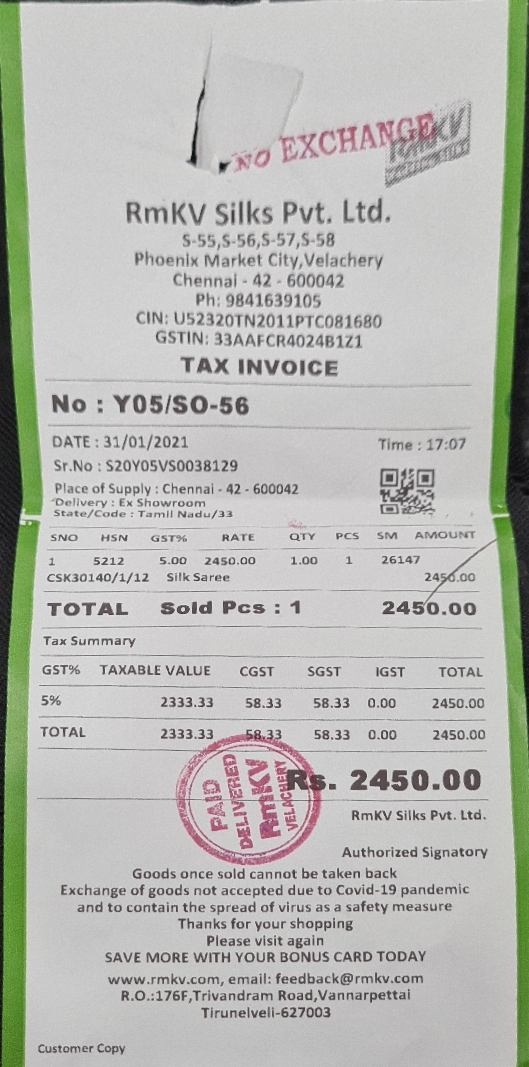 NO EXCHANGE
RmKV
RmKV Silks Pvt. Ltd.
S-55,S-56,S-57,S-58
Phoenix Market City,Velachery
Chennai - 42 - 600042
Ph: 9841639105
CIN: U52320TN2011PTC081680
GSTIN: 33AAFCR4024B1Z1
TAX INVOICE
No : Y05/SO-56
DATE : 31/01/2021 Time : 17:07
Sr.No : S20Y05VS0038129
Place of Supply : Chennai - 42 - 600042
Delivery : Ex Showroom
State/Code : Tamil Nadu/33
SNO HSN GST% RATE QTY PCS SM AMOUNT
1 5212 5.00 2450.00 1.00 1 26147
CSK30140/1/12 Silk Saree 2450.00
TOTAL Sold Pcs : 1 2450.00
Tax Summary
GST% TAXABLE VALUE CGST SGST IGST TOTAL
5% 2333.33 58.33 58.33 0.00 2450.00
TOTAL 2333.33 58.33 58.33 0.00 2450.00
PAID
DELIVERED
RmKV
VELACHERY
Rs. 2450.00
RmKV Silks Pvt. Ltd.
Authorized Signatory
Goods once sold cannot be taken back
Exchange of goods not accepted due to Covid-19 pandemic
and to contain the spread of virus as a safety measure
Thanks for your shopping
Please visit again
SAVE MORE WITH YOUR BONUS CARD TODAY
www.rmkv.com, email: feedback@rmkv.com
R.O.:176F,Trivandram Road,Vannarpettai
Tirunelveli-627003
Customer Copy